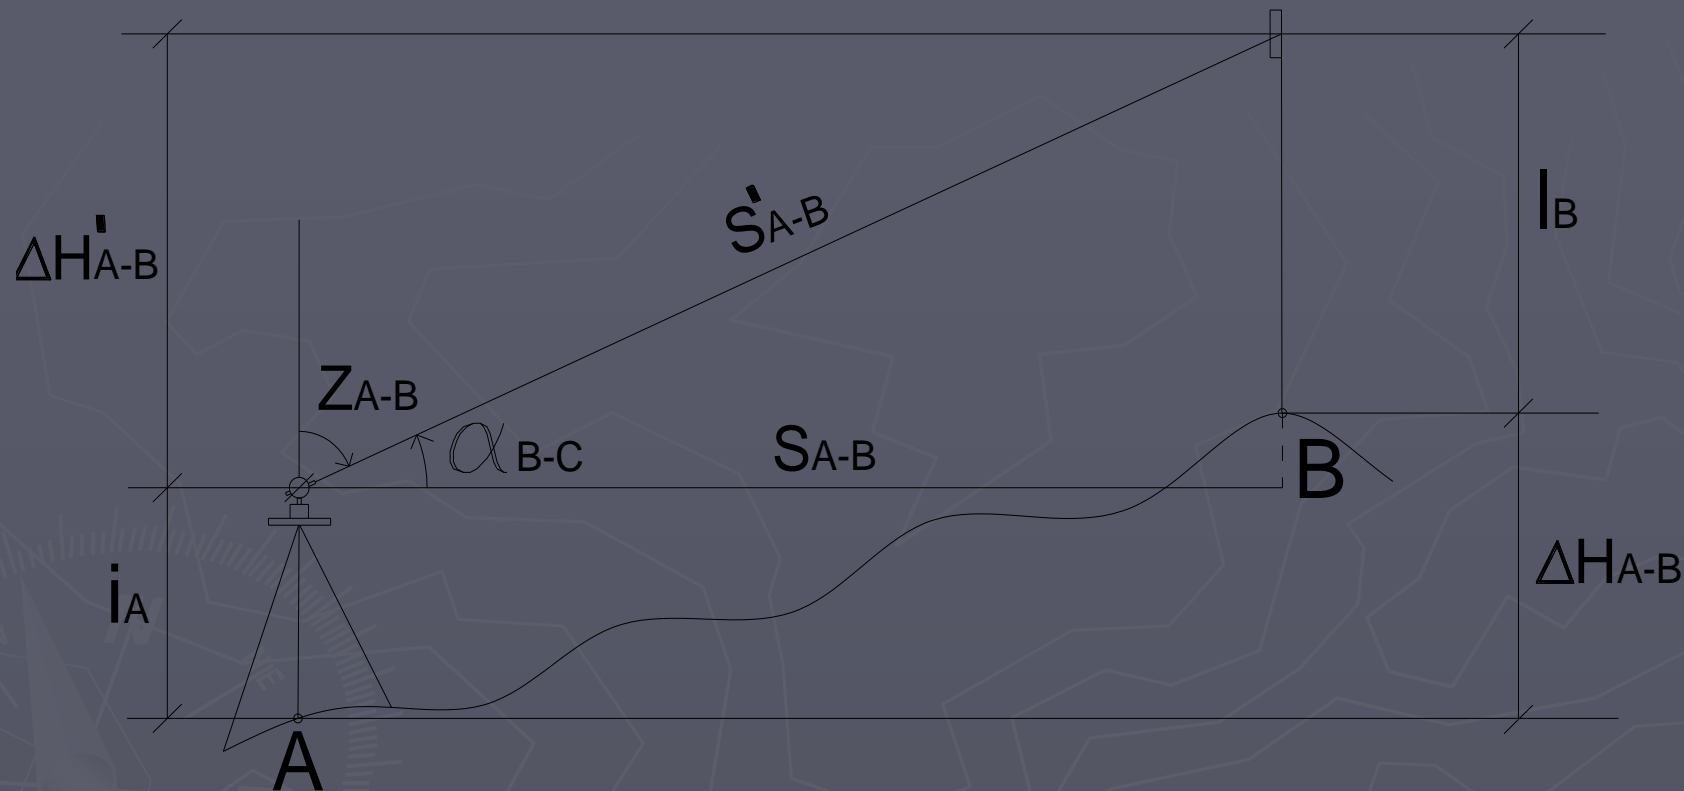 S'A-B
lB
ΔH'A-B
ZA-B
αB-C
SA-B
B
ΔHA-B
iA
A
N
E